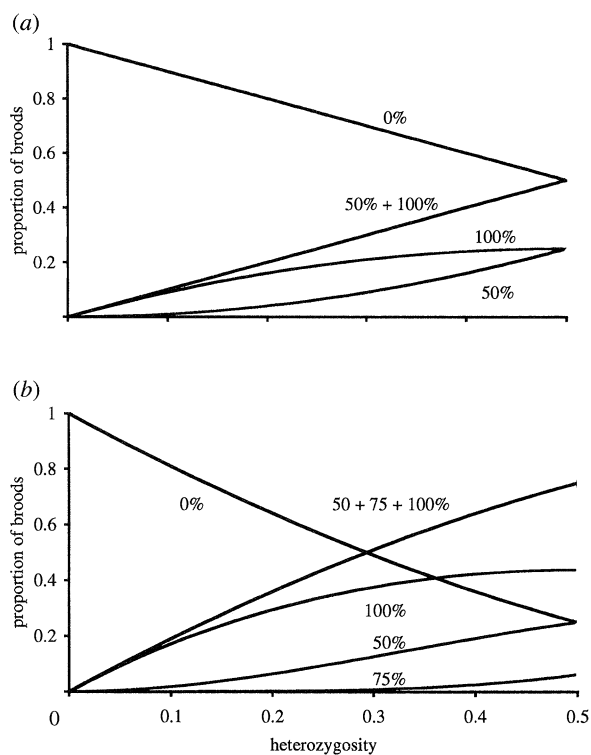 (a)
1
0.8
0.6
0.4
0.2
proportion of broods
0%
50% + 100%
100%
50%
(b)
1
0.8
0.6
0.4
0.2
proportion of broods
0%
50 + 75 + 100%
100%
50%
75%
0 0.1 0.2 0.3 0.4 0.5
heterozygosity